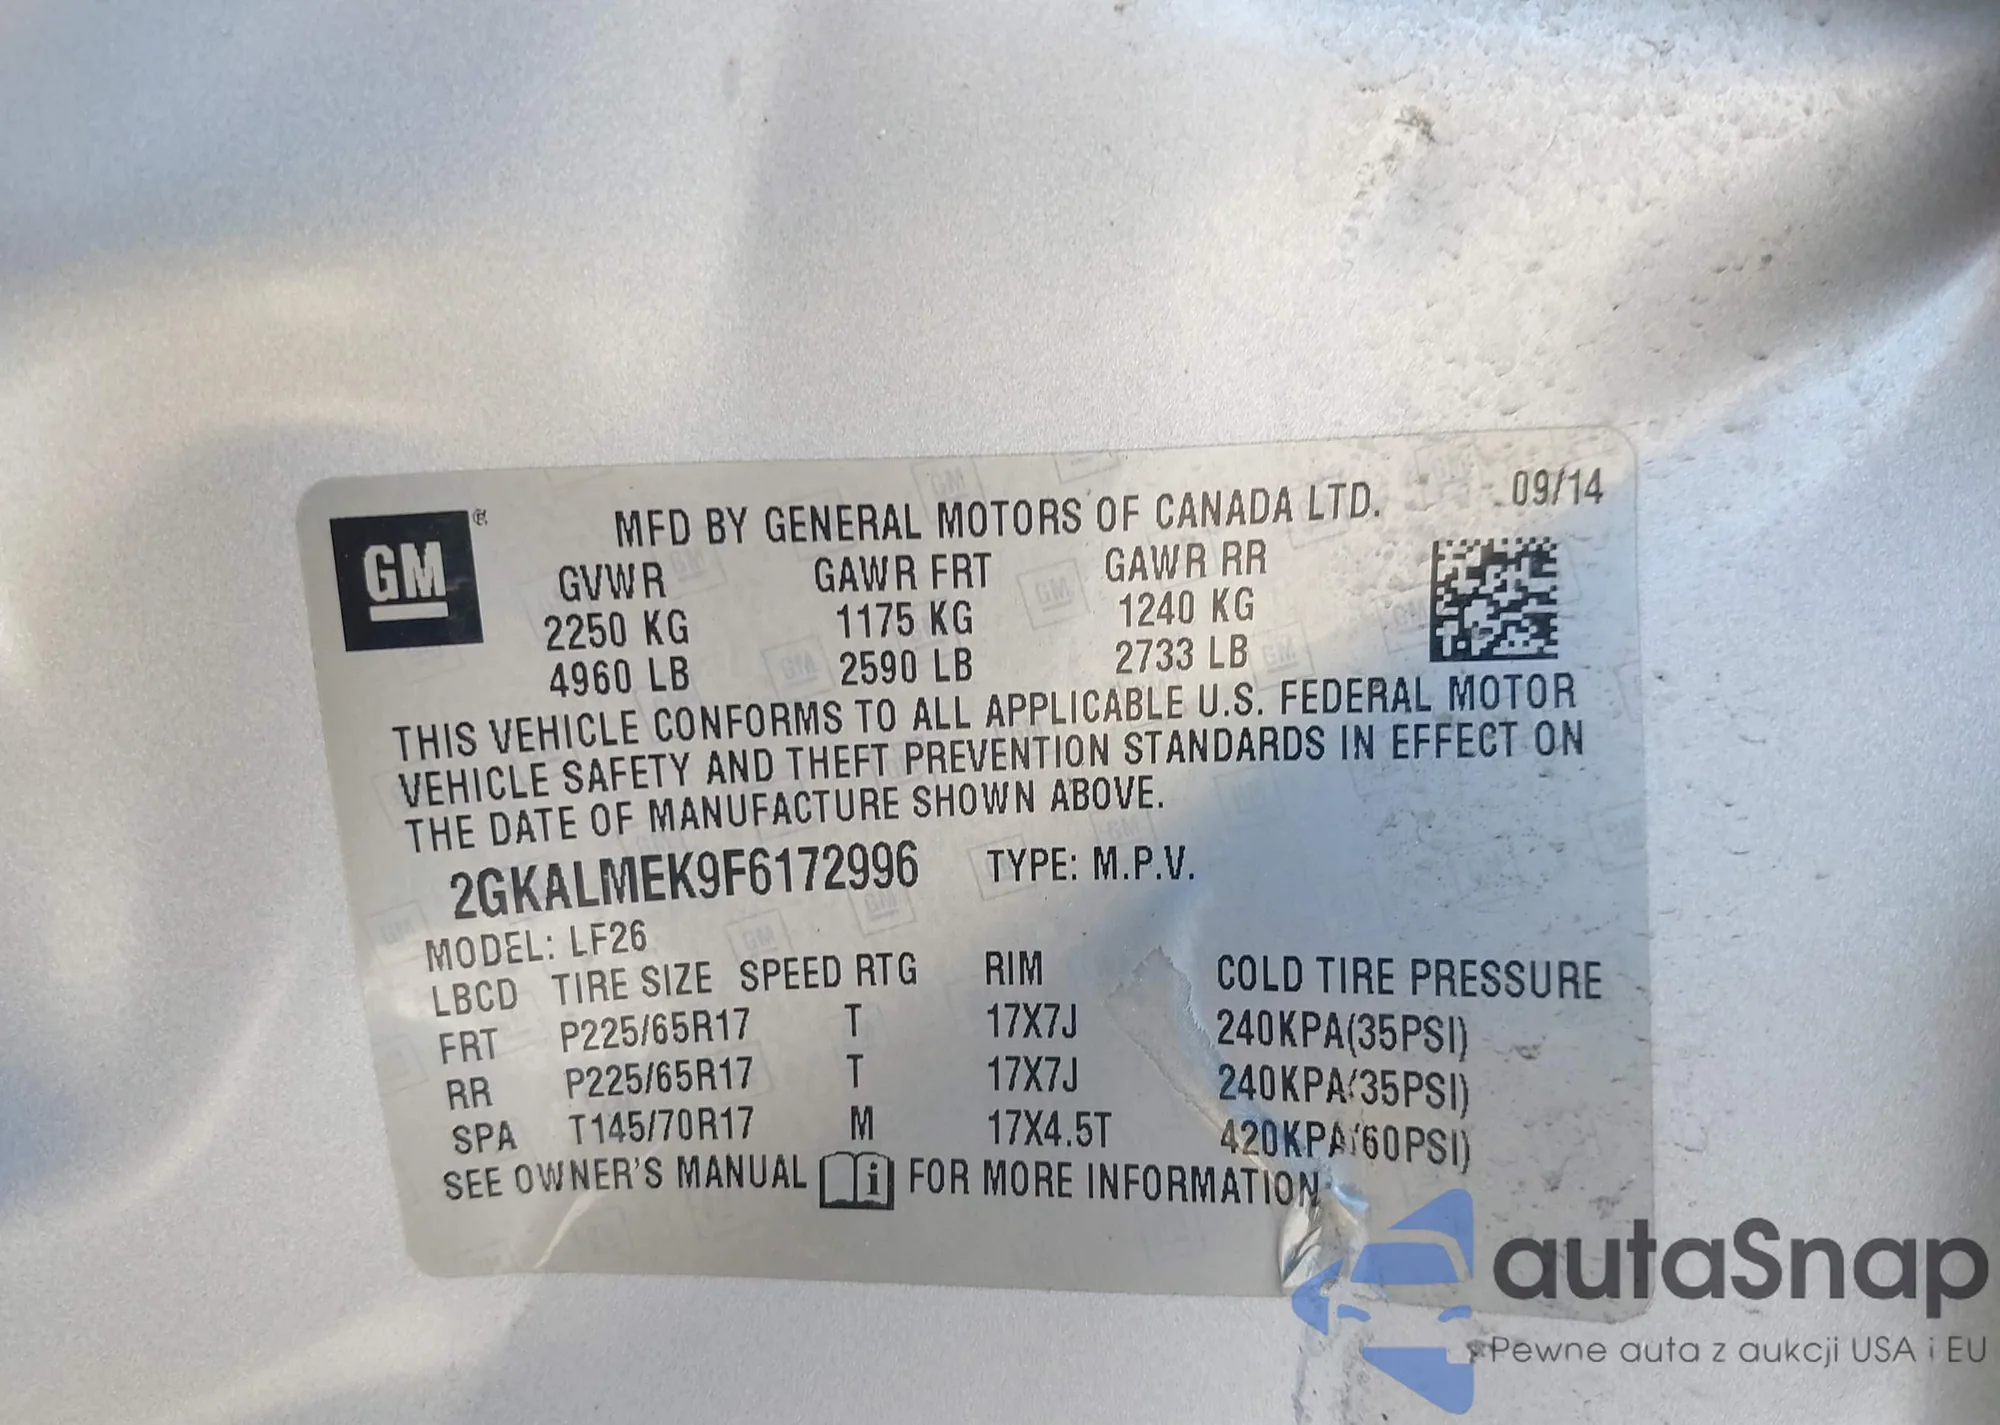 GM ®
MFD BY GENERAL MOTORS OF CANADA LTD. 09/14
GVWR GAWR FRT GAWR RR
2250 KG 1175 KG 1240 KG
4960 LB 2590 LB 2733 LB
THIS VEHICLE CONFORMS TO ALL APPLICABLE U.S. FEDERAL MOTOR
VEHICLE SAFETY AND THEFT PREVENTION STANDARDS IN EFFECT ON
THE DATE OF MANUFACTURE SHOWN ABOVE.
2GKALMEK9F6172996 TYPE: M.P.V.
MODEL: LF26
LBCD TIRE SIZE SPEED RTG RIM COLD TIRE PRESSURE
FRT P225/65R17 T 17X7J 240KPA(35PSI)
RR P225/65R17 T 17X7J 240KPA(35PSI)
SPA T145/70R17 M 17X4.5T 420KPA(60PSI)
SEE OWNER'S MANUAL i FOR MORE INFORMATION
autaSnap
Pewne auta z aukcji USA i EU